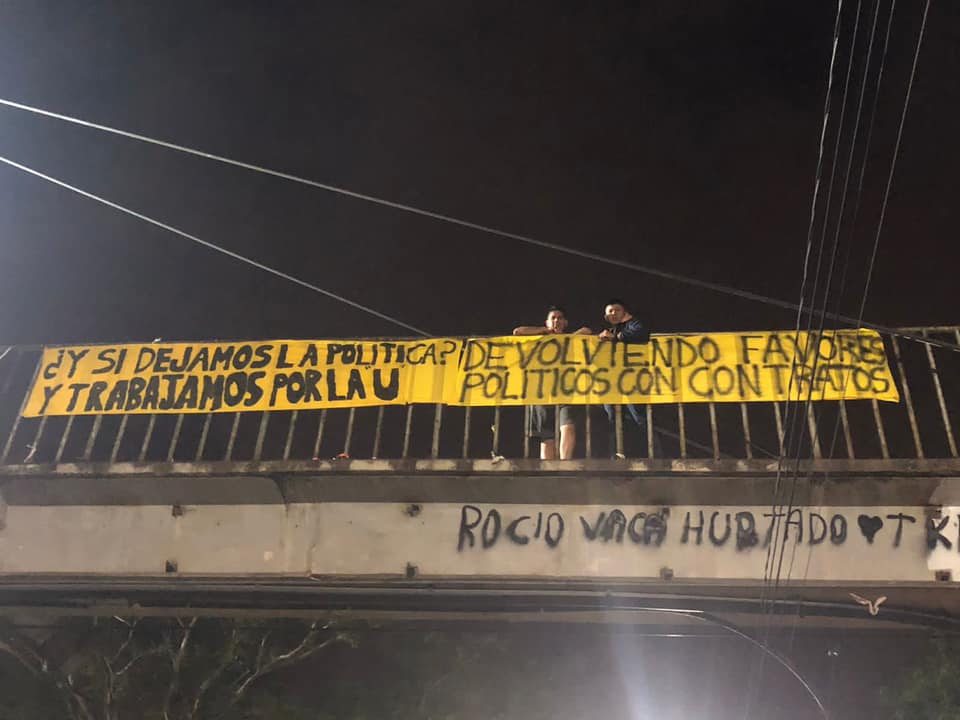 ¿Y SI DEJAMOS LA POLITICA?
Y TRABAJAMOS POR LA "U
DEVOLVIENDO FAVORES
POLITICOS CON CONTRATOS
ROCIO VACA HURTADO ♥ T